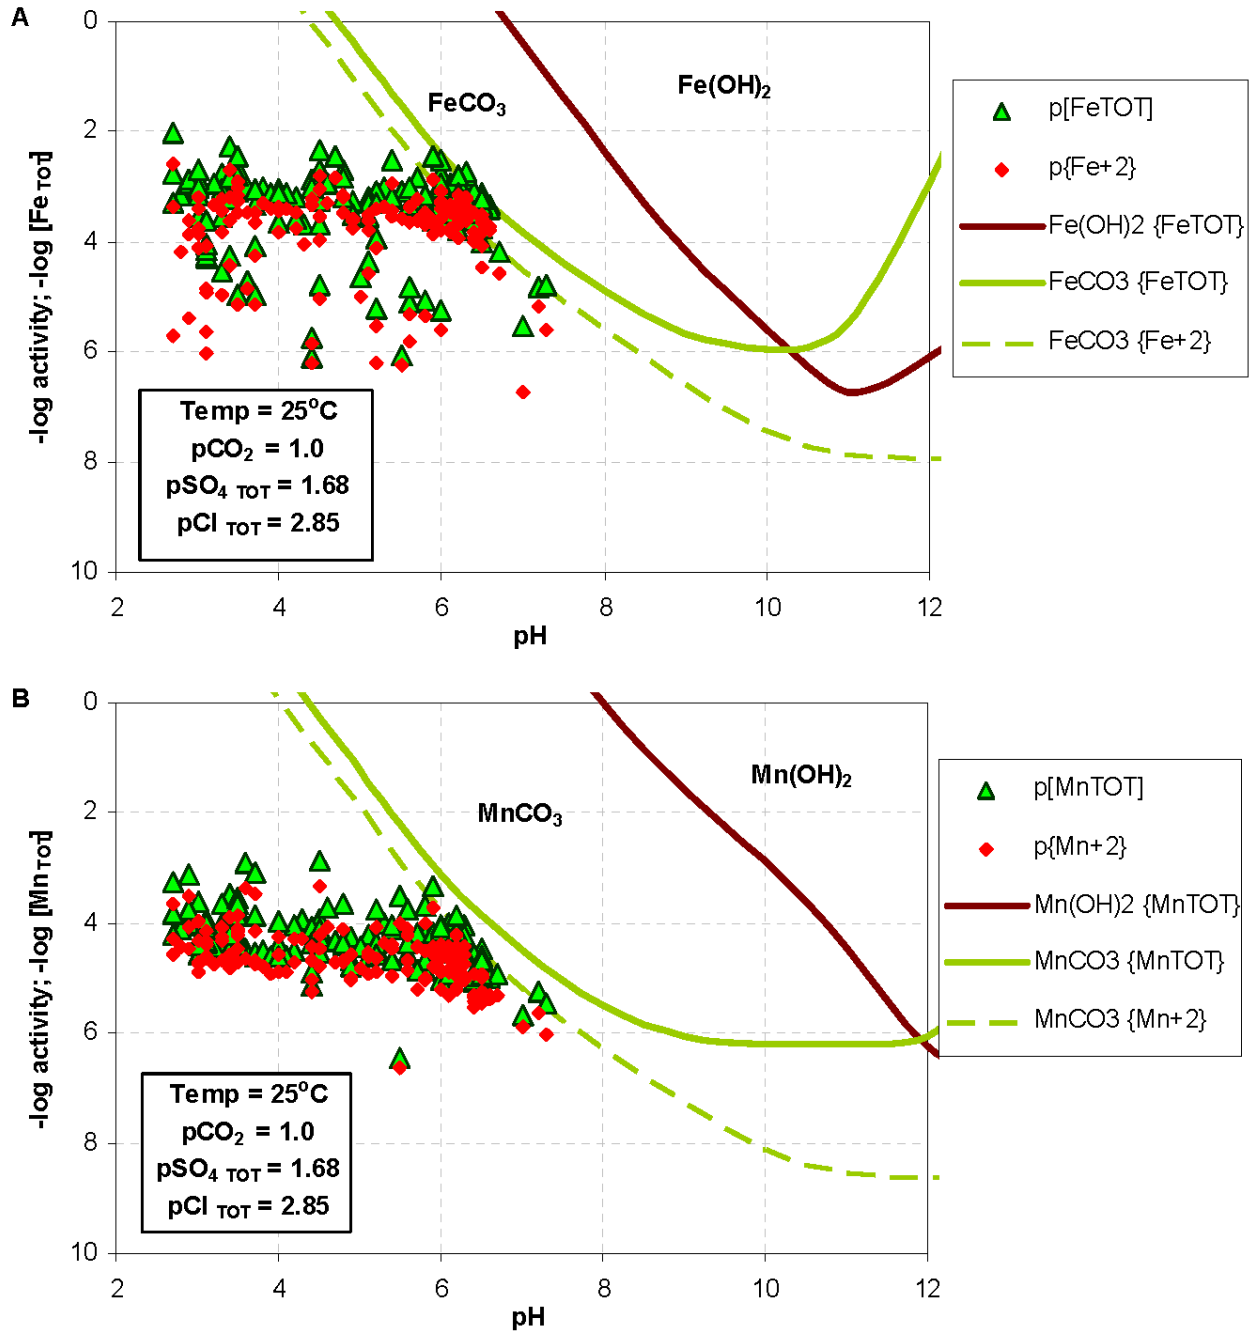 A
0
2
4
6
8
10
-log activity; -log [Fe TOT]
FeCO3
Fe(OH)2
Temp = 25°C
pCO2 = 1.0
pSO4 TOT = 1.68
pCl TOT = 2.85
2 4 6 8 10 12
pH
p[FeTOT]
p{Fe+2}
Fe(OH)2 {FeTOT}
FeCO3 {FeTOT}
FeCO3 {Fe+2}
B
0
2
4
6
8
10
-log activity; -log [Mn TOT]
MnCO3
Mn(OH)2
Temp = 25°C
pCO2 = 1.0
pSO4 TOT = 1.68
pCl TOT = 2.85
2 4 6 8 10 12
pH
p[MnTOT]
p{Mn+2}
Mn(OH)2 {MnTOT}
MnCO3 {MnTOT}
MnCO3 {Mn+2}